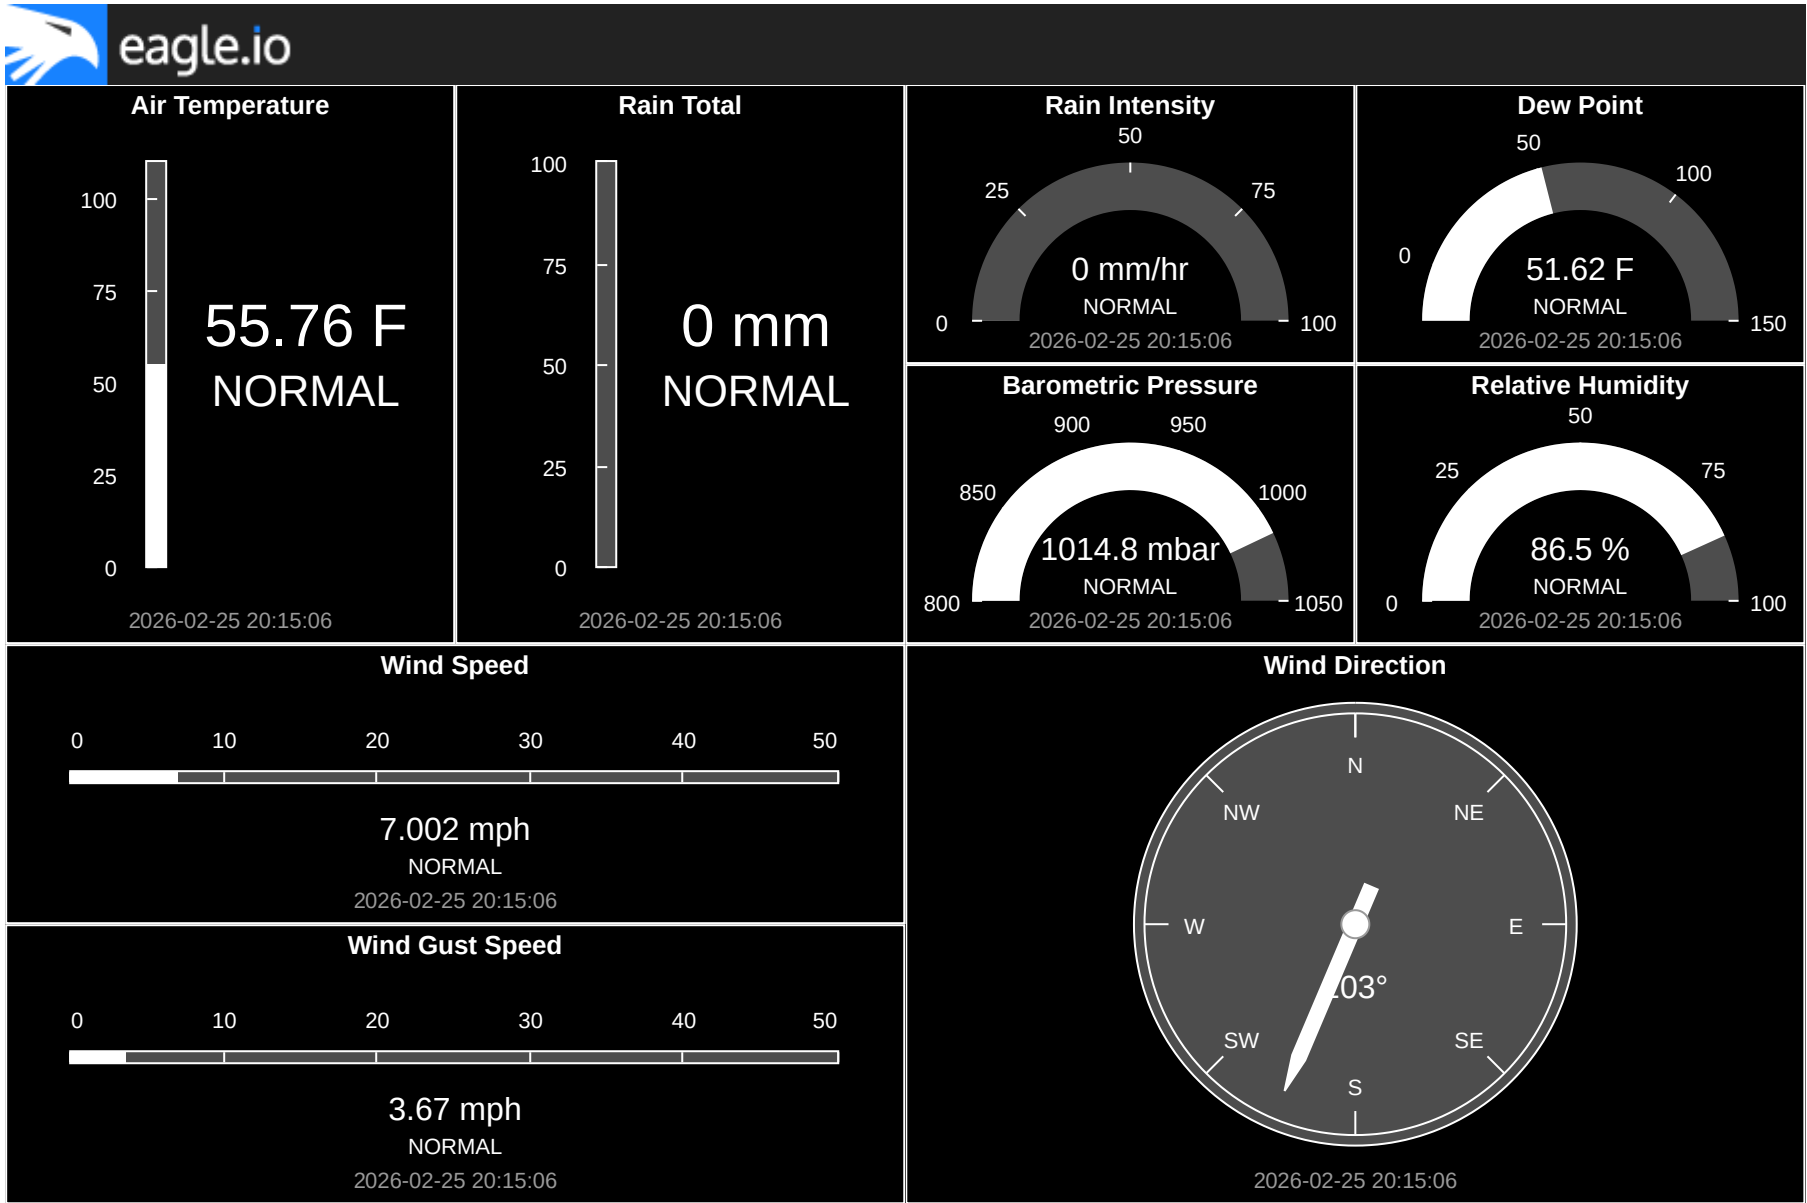 eagle.io
Air Temperature
100
75
50
25
0
55.76 F
NORMAL
2026-02-25 20:15:06
Rain Total
100
75
50
25
0
0 mm
NORMAL
2026-02-25 20:15:06
Rain Intensity
0
25
50
75
100
0 mm/hr
NORMAL
2026-02-25 20:15:06
Dew Point
0
50
100
150
51.62 F
NORMAL
2026-02-25 20:15:06
Barometric Pressure
800
850
900
950
1000
1050
1014.8 mbar
NORMAL
2026-02-25 20:15:06
Relative Humidity
0
25
50
75
100
86.5 %
NORMAL
2026-02-25 20:15:06
Wind Speed
0 10 20 30 40 50
7.002 mph
NORMAL
2026-02-25 20:15:06
Wind Gust Speed
0 10 20 30 40 50
3.67 mph
NORMAL
2026-02-25 20:15:06
Wind Direction
N
NW NE
W E
SW SE
S
2026-02-25 20:15:06